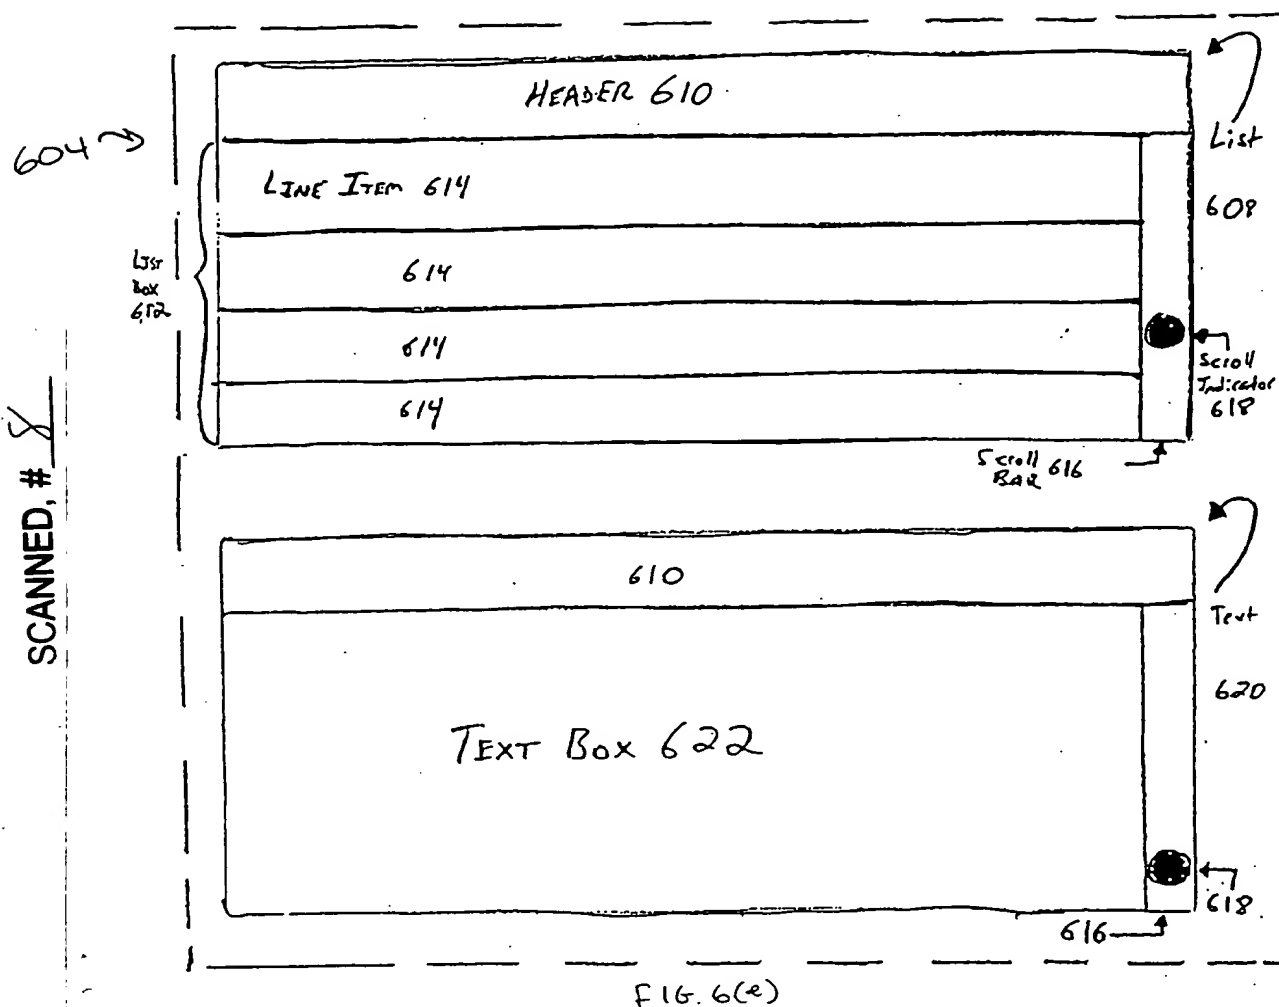 HEADER 610
604
List
608
LINE ITEM 614
LIST
BOX
612
614
614
614
Scroll
Indicator
618
Scroll 616
BAR
SCANNED, # 8
610
Text
620
TEXT BOX 622
618
616
FIG. 6(e)